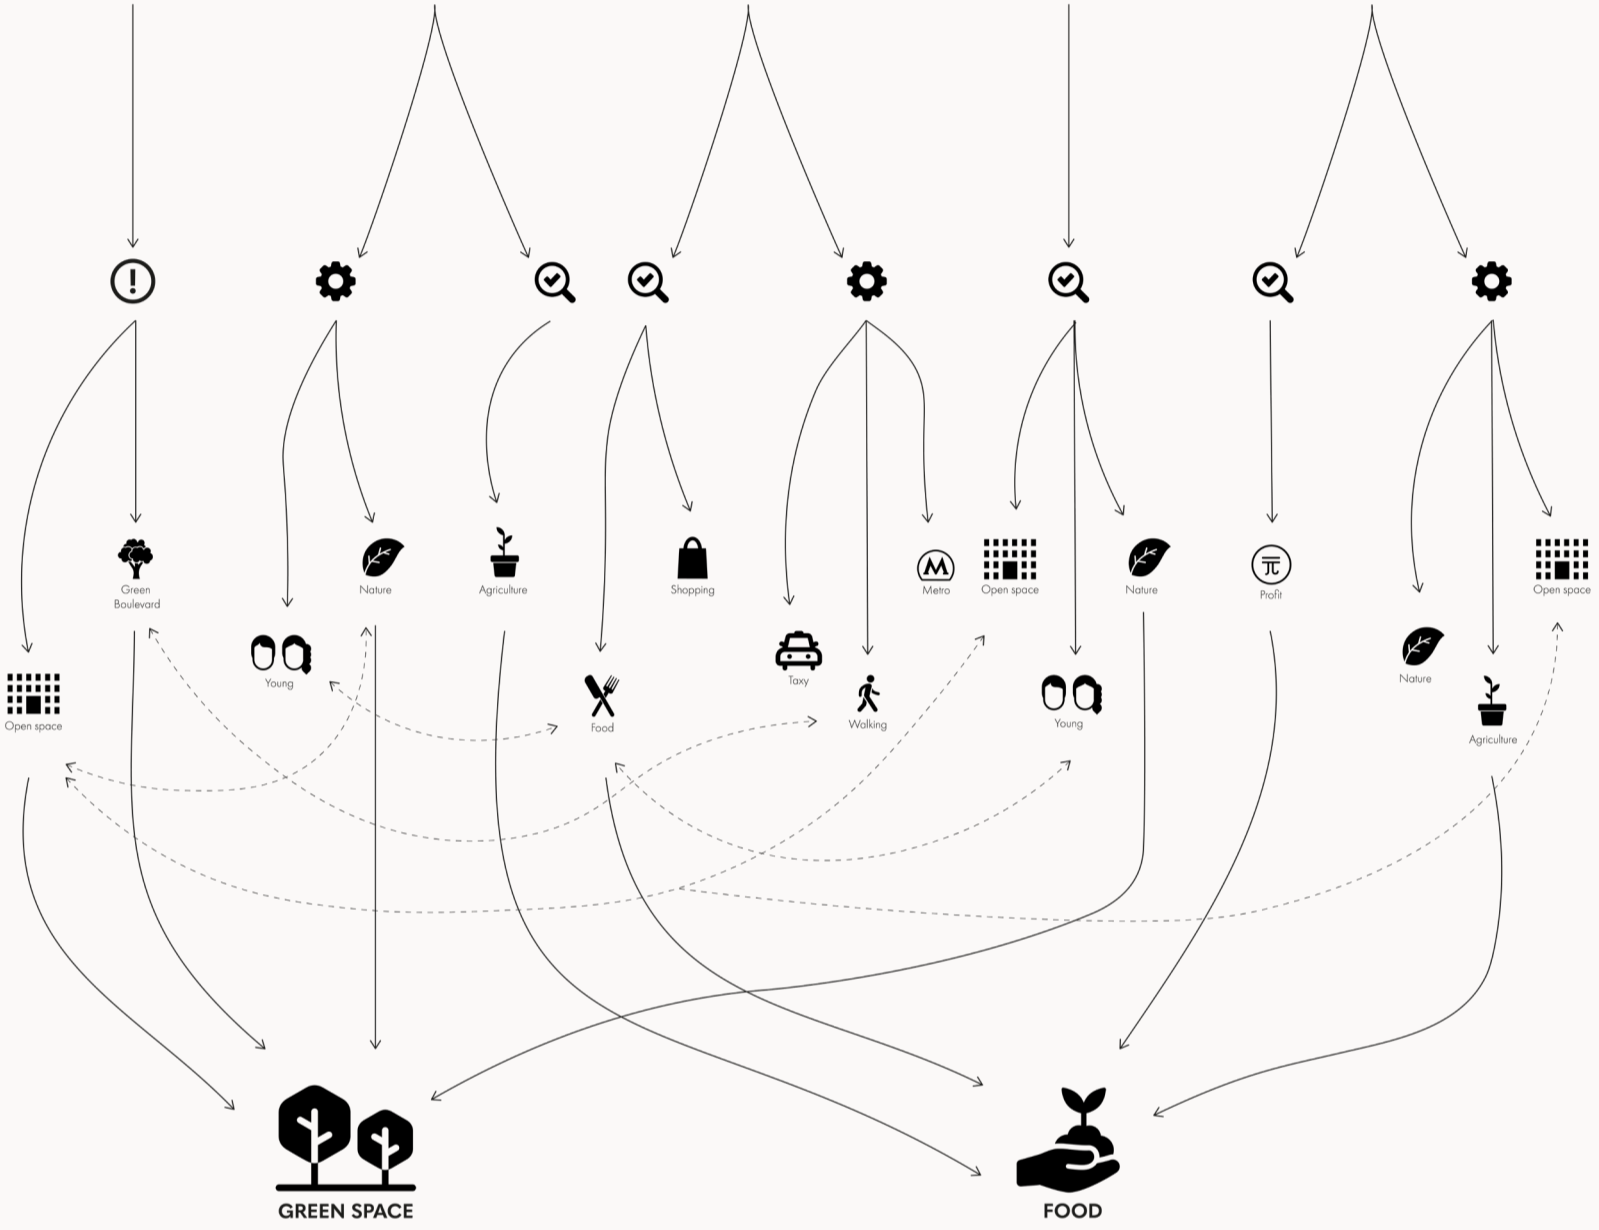 Green
Boulevard
Nature
Agriculture
Shopping
M
Metro
Open space
Nature
Profit
Open space
Young
Taxy
Nature
Open space
Food
Walking
Young
Agriculture
GREEN SPACE
FOOD